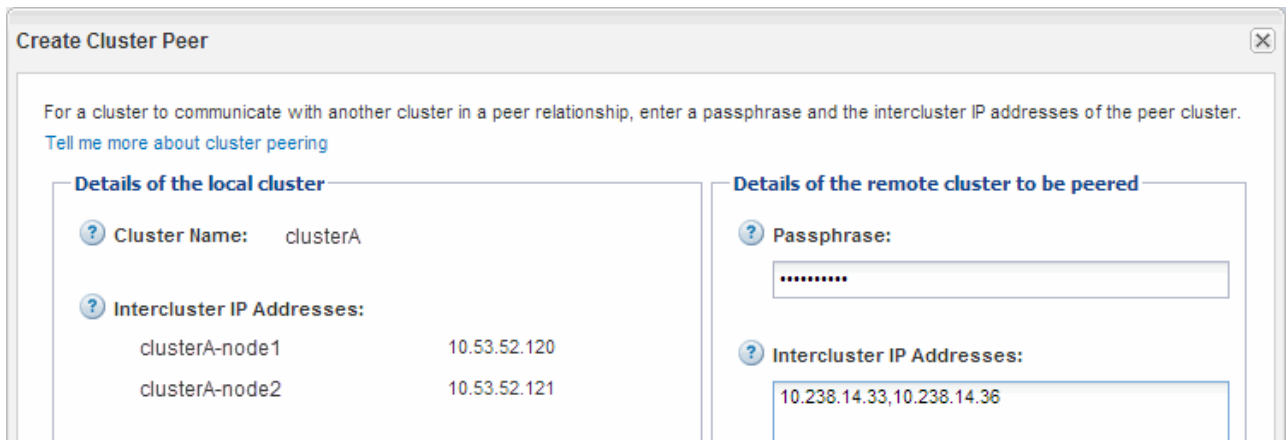 Create Cluster Peer
For a cluster to communicate with another cluster in a peer relationship, enter a passphrase and the intercluster IP addresses of the peer cluster.
Tell me more about cluster peering
Details of the local cluster
? Cluster Name: clusterA
? Intercluster IP Addresses:
clusterA-node1 10.53.52.120
clusterA-node2 10.53.52.121
Details of the remote cluster to be peered
? Passphrase:
••••••••••
? Intercluster IP Addresses:
10.238.14.33,10.238.14.36